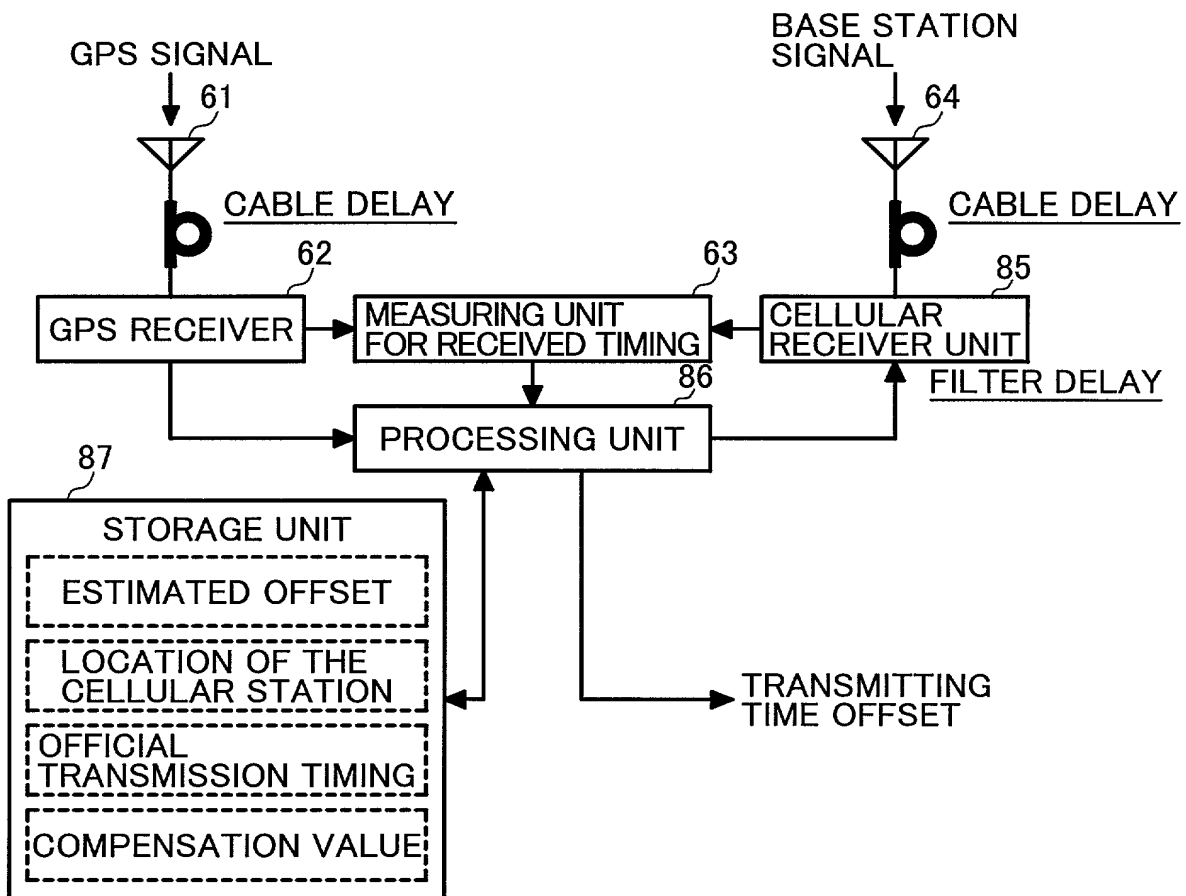 GPS SIGNAL
BASE STATION
SIGNAL
61
64
CABLE DELAY
CABLE DELAY
62
63
85
GPS RECEIVER
MEASURING UNIT
FOR RECEIVED TIMING
CELLULAR
RECEIVER UNIT
86
FILTER DELAY
PROCESSING UNIT
87
STORAGE UNIT
ESTIMATED OFFSET
LOCATION OF THE
CELLULAR STATION
TRANSMITTING
TIME OFFSET
OFFICIAL
TRANSMISSION TIMING
COMPENSATION VALUE